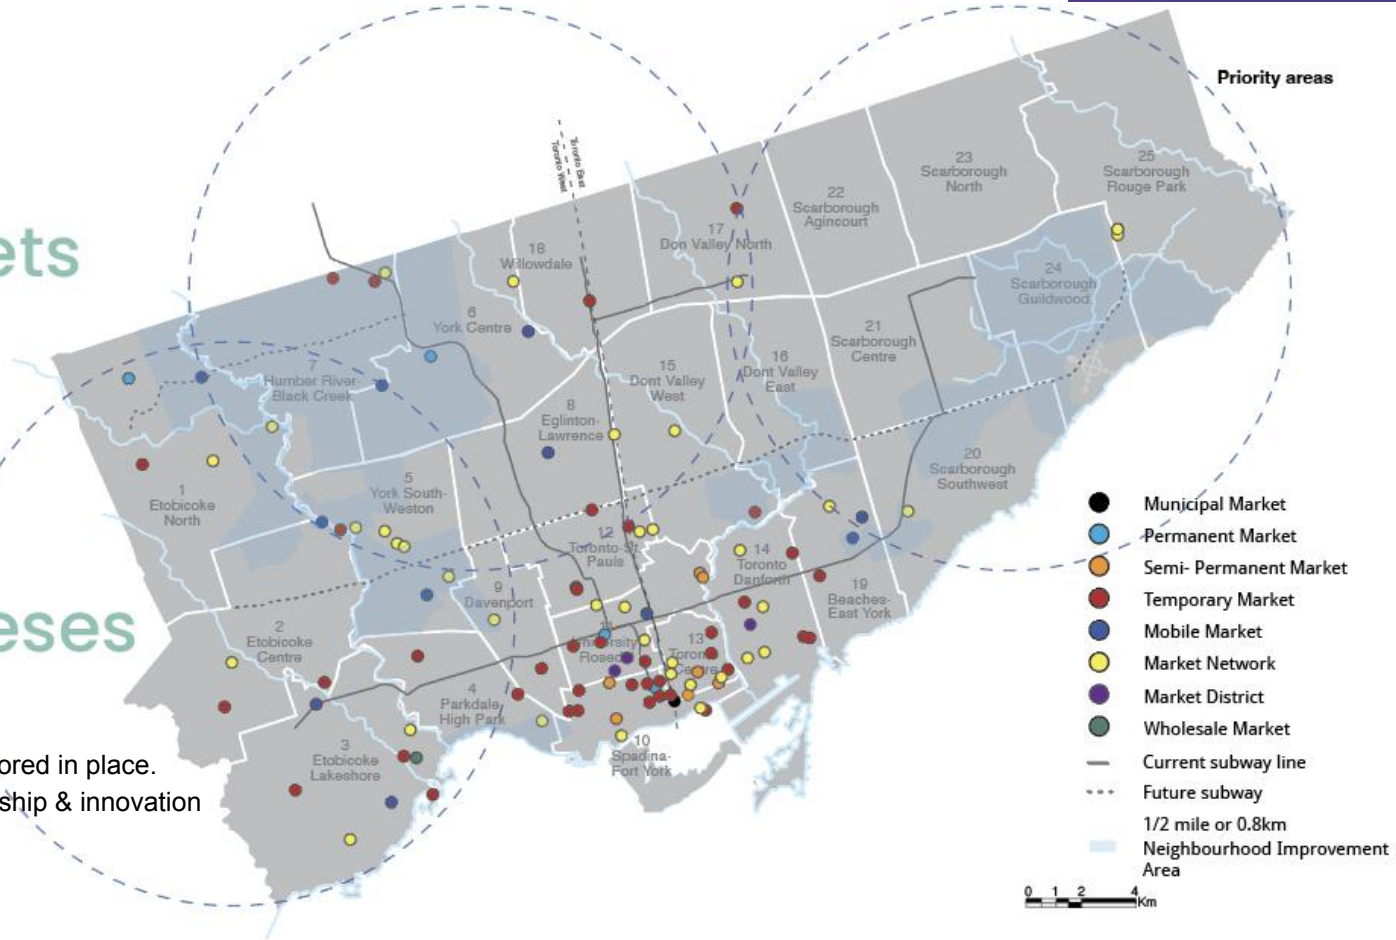 Priority areas
Toronto East
Toronto West
23
Scarborough
North
25
Scarborough
Rouge Park
22
Scarborough
Agincourt
17
Don Valley North
18
Willowdale
ets
24
Scarborough
Guildwood
6
York Centre
21
Scarborough
Centre
7
Humber River-
Black Creek
15
Dont Valley
West
16
Dont Valley
East
8
Eglinton-
Lawrence
20
Scarborough
Southwest
5
York South-
Weston
1
Etobicoke
North
12
Toronto-St.
Pauls
14
Toronto
Danforth
9
Davenport
19
Beaches-
East York
eses
2
Etobicoke
Centre
11
13
4
Parkdale
High Park
3
Etobicoke
Lakeshore
10
Spadina-
Fort York
ored in place.
ship & innovation
Municipal Market
Permanent Market
Semi- Permanent Market
Temporary Market
Mobile Market
Market Network
Market District
Wholesale Market
Current subway line
Future subway
1/2 mile or 0.8km
Neighbourhood Improvement
Area
0 1 2 4
Km